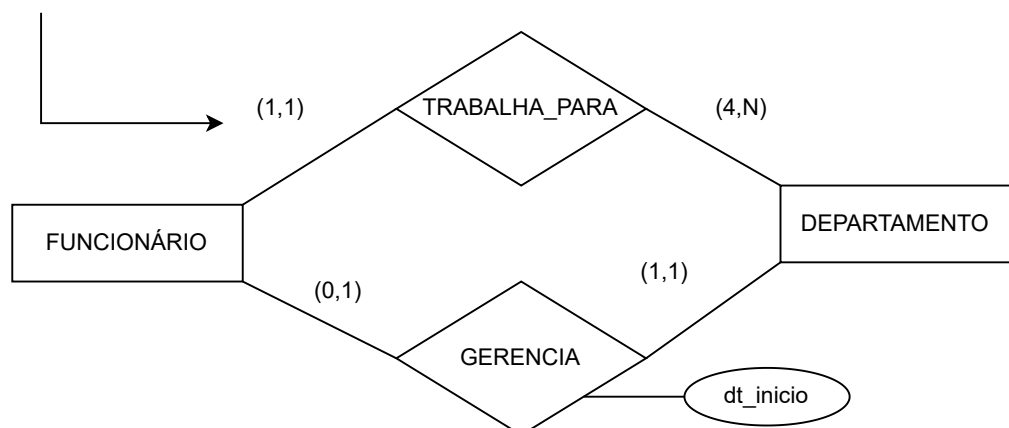 (1,1)
TRABALHA_PARA
(4,N)
FUNCIONÁRIO
DEPARTAMENTO
(0,1)
(1,1)
GERENCIA
dt_inicio